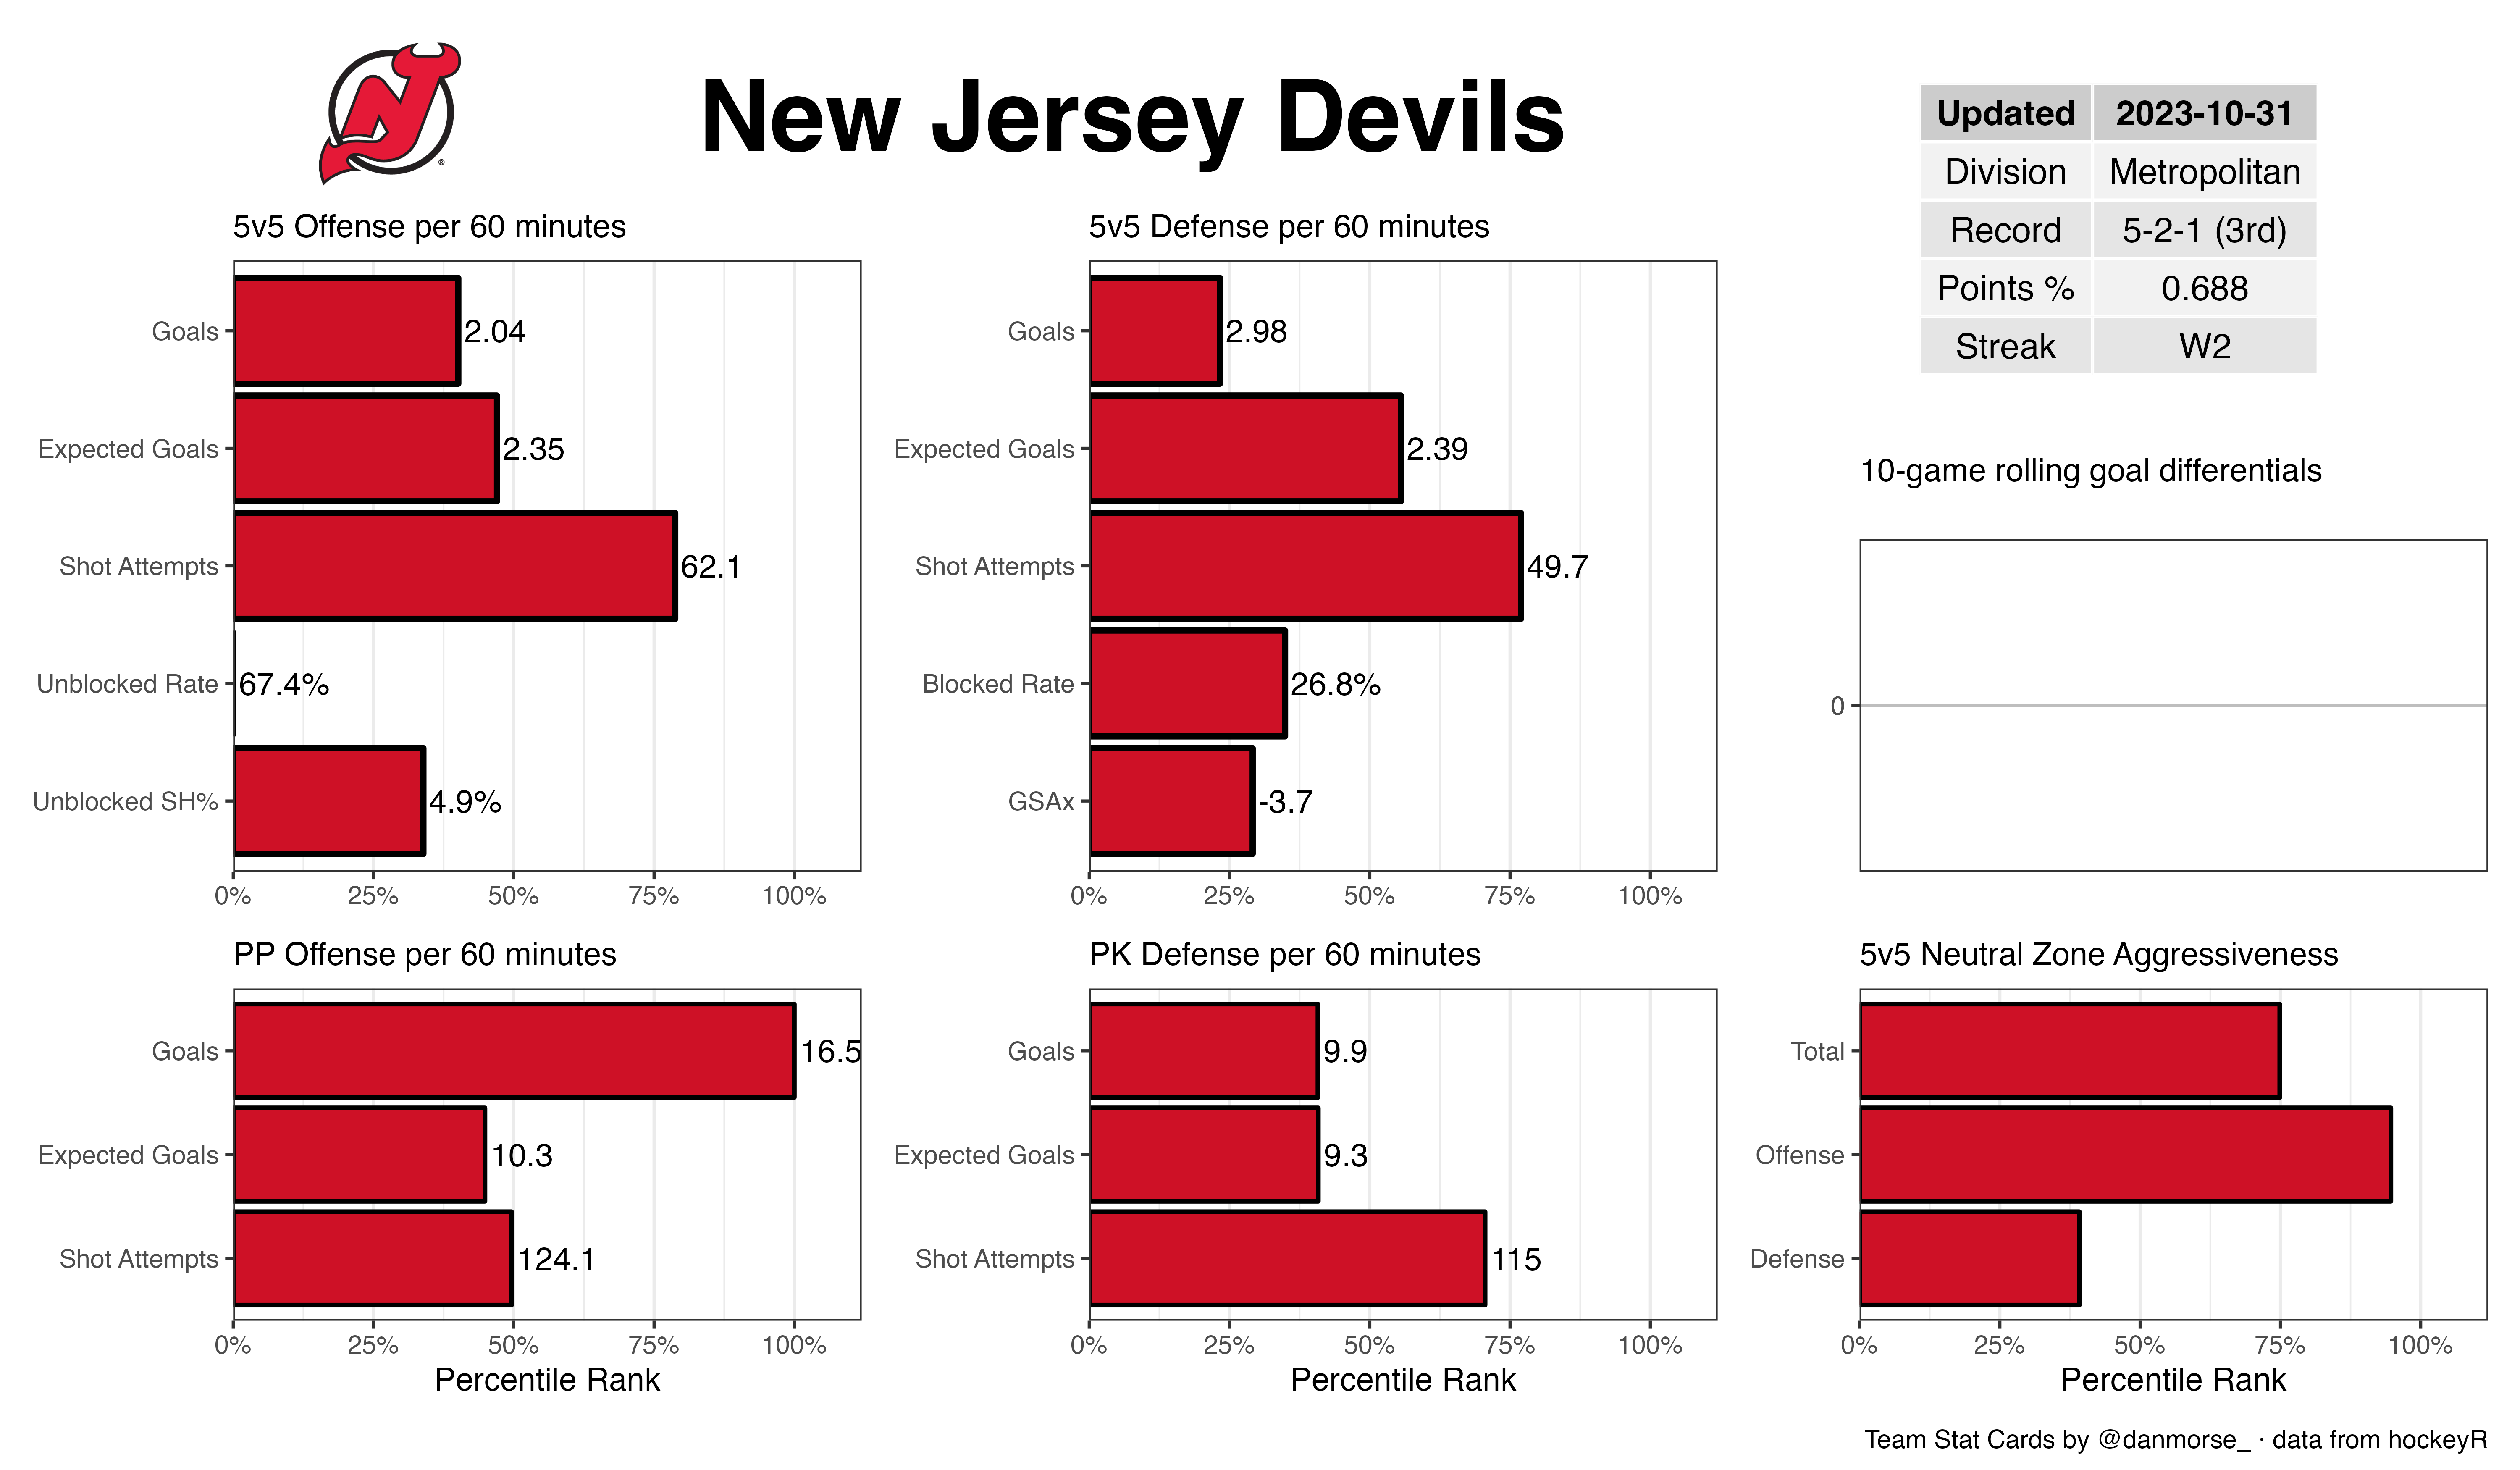 New Jersey Devils
Updated 2023-10-31
Division Metropolitan
Record 5-2-1 (3rd)
Points % 0.688
Streak W2
5v5 Offense per 60 minutes
Goals 2.04
Expected Goals 2.35
Shot Attempts 62.1
Unblocked Rate 67.4%
Unblocked SH% 4.9%
0% 25% 50% 75% 100%
5v5 Defense per 60 minutes
Goals 2.98
Expected Goals 2.39
Shot Attempts 49.7
Blocked Rate 26.8%
GSAx -3.7
0% 25% 50% 75% 100%
10-game rolling goal differentials
0
PP Offense per 60 minutes
Goals 16.5
Expected Goals 10.3
Shot Attempts 124.1
0% 25% 50% 75% 100%
Percentile Rank
PK Defense per 60 minutes
Goals 9.9
Expected Goals 9.3
Shot Attempts 115
0% 25% 50% 75% 100%
Percentile Rank
5v5 Neutral Zone Aggressiveness
Total
Offense
Defense
0% 25% 50% 75% 100%
Percentile Rank
Team Stat Cards by @danmorse_ · data from hockeyR